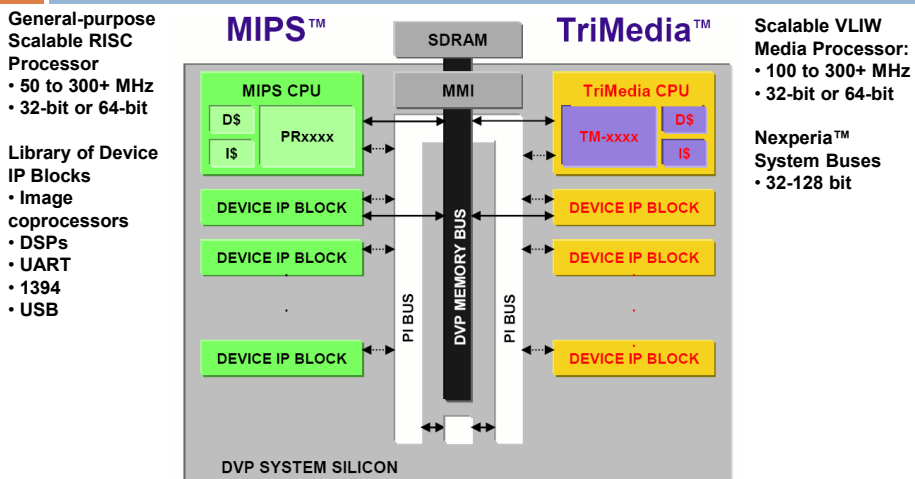 General-purpose
Scalable RISC
Processor
• 50 to 300+ MHz
• 32-bit or 64-bit
Library of Device
IP Blocks
• Image
coprocessors
• DSPs
• UART
• 1394
• USB
MIPS™
SDRAM
TriMedia™
MIPS CPU
D$
PRxxxx
I$
MMI
TriMedia CPU
TM-xxxx
D$
I$
DEVICE IP BLOCK
DEVICE IP BLOCK
.
.
DEVICE IP BLOCK
PI BUS
DVP MEMORY BUS
PI BUS
DEVICE IP BLOCK
DEVICE IP BLOCK
.
.
DEVICE IP BLOCK
DVP SYSTEM SILICON
Scalable VLIW
Media Processor:
• 100 to 300+ MHz
• 32-bit or 64-bit
Nexperia™
System Buses
• 32-128 bit